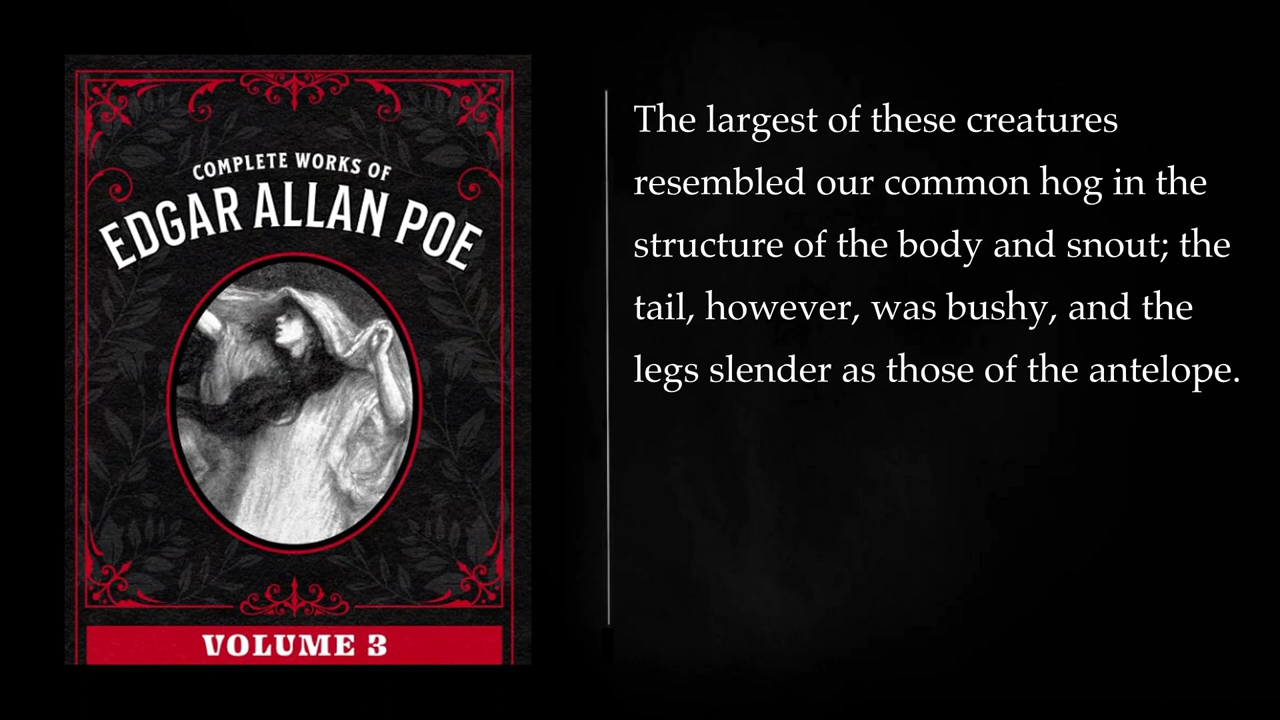 COMPLETE WORKS OF
EDGAR ALLAN POE
VOLUME 3
The largest of these creatures
resembled our common hog in the
structure of the body and snout; the
tail, however, was bushy, and the
legs slender as those of the antelope.